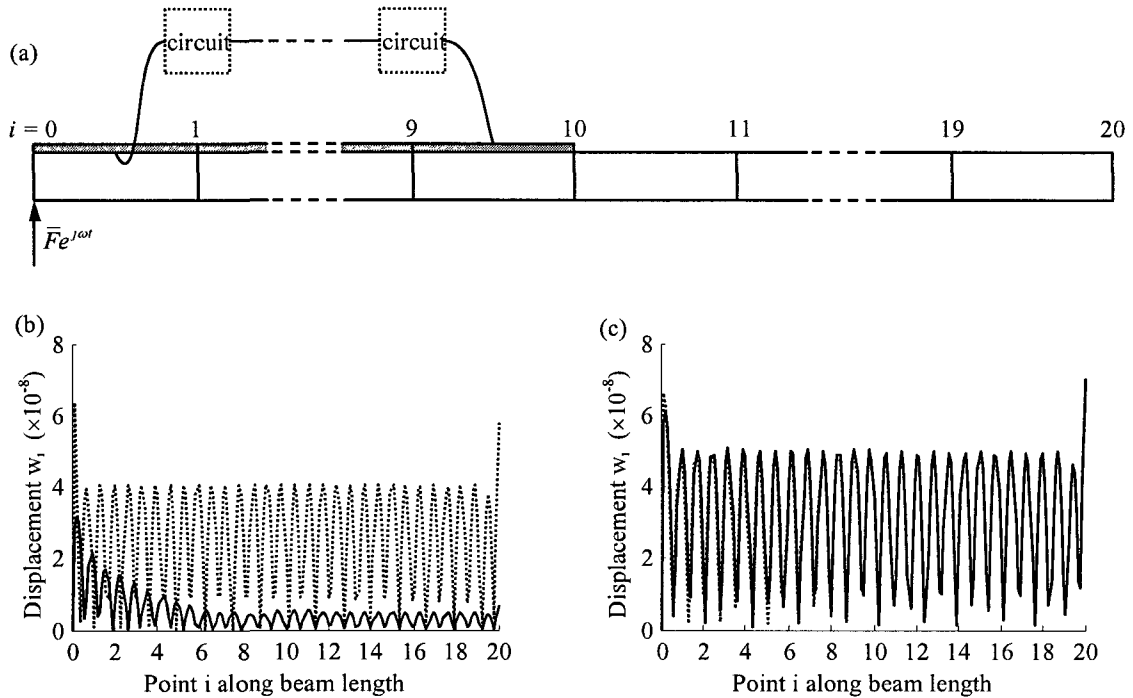 (a)
circuit circuit
i = 0 1 9 10 11 19 20
F̅e^{jωt}
(b)
8
6
4
2
0
Displacement w_i (×10^{-8})
0 2 4 6 8 10 12 14 16 18 20
Point i along beam length
(c)
8
6
4
2
0
Displacement w_i (×10^{-8})
0 2 4 6 8 10 12 14 16 18 20
Point i along beam length